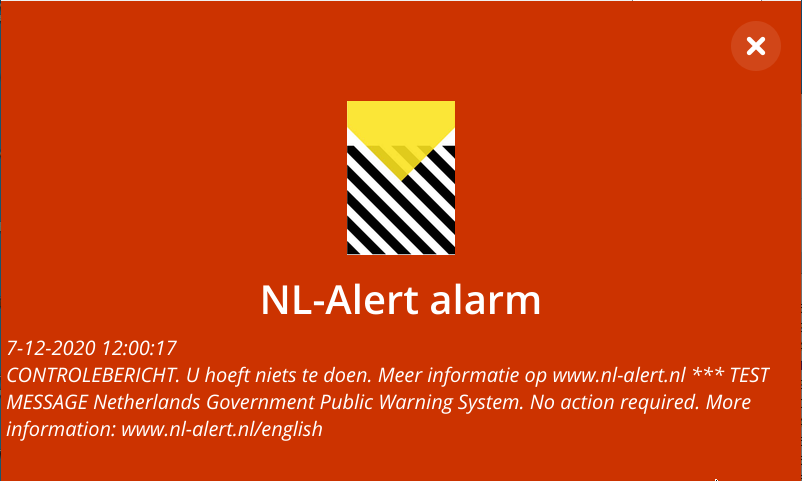 NL-Alert alarm
7-12-2020 12:00:17
CONTROLEBERICHT. U hoeft niets te doen. Meer informatie op www.nl-alert.nl *** TEST
MESSAGE Netherlands Government Public Warning System. No action required. More
information: www.nl-alert.nl/english